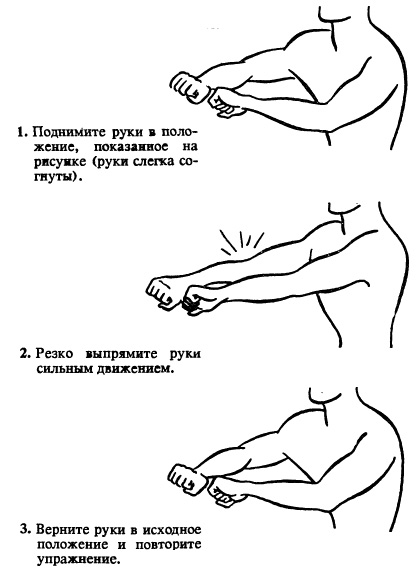 1. Поднимите руки в поло-
жение, показанное на
рисунке (руки слегка со-
гнуты).
2. Резко выпрямите руки
сильным движением.
3. Верните руки в исходное
положение и повторите
упражнение.